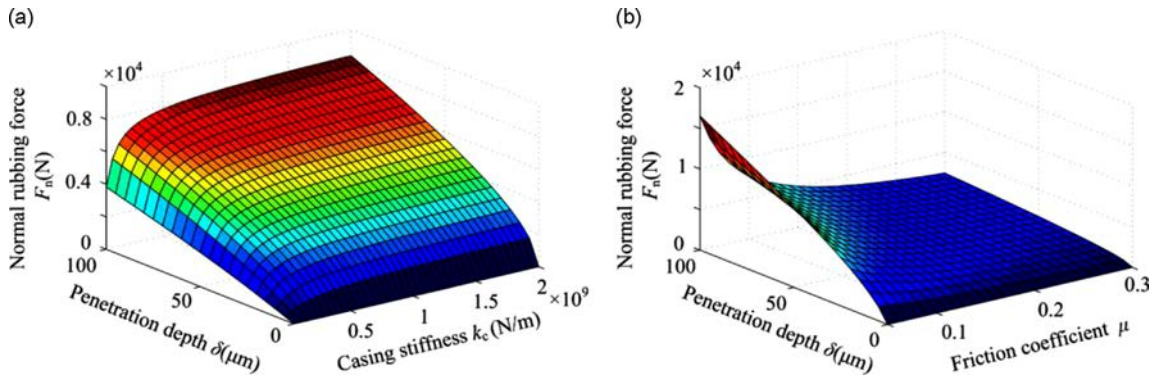 (a)
×10⁴
Normal rubbing force
Fₙ(N)
0.8
0.4
0
100
50
0
Penetration depth δ(μm)
0.5
1
1.5
2
×10⁹
Casing stiffness k_c (N/m)
(b)
×10⁴
Normal rubbing force
Fₙ(N)
2
1
0
100
50
0
Penetration depth δ(μm)
0.1
0.2
0.3
Friction coefficient μ